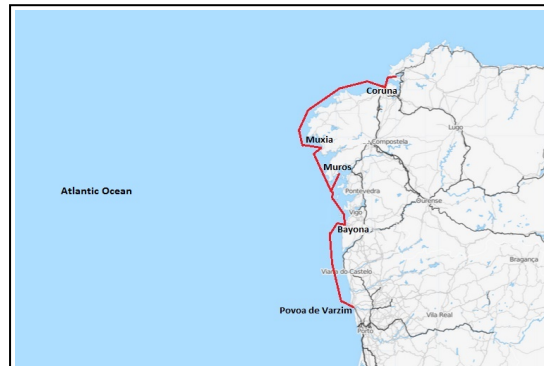 Coruna
Lugo
Muxia
Compostela
Muros
Atlantic Ocean
Pontevedra
Ourense
Vigo
Bayona
Bragança
Viana do Castelo
Povoa de Varzim
Vila Real
Porto